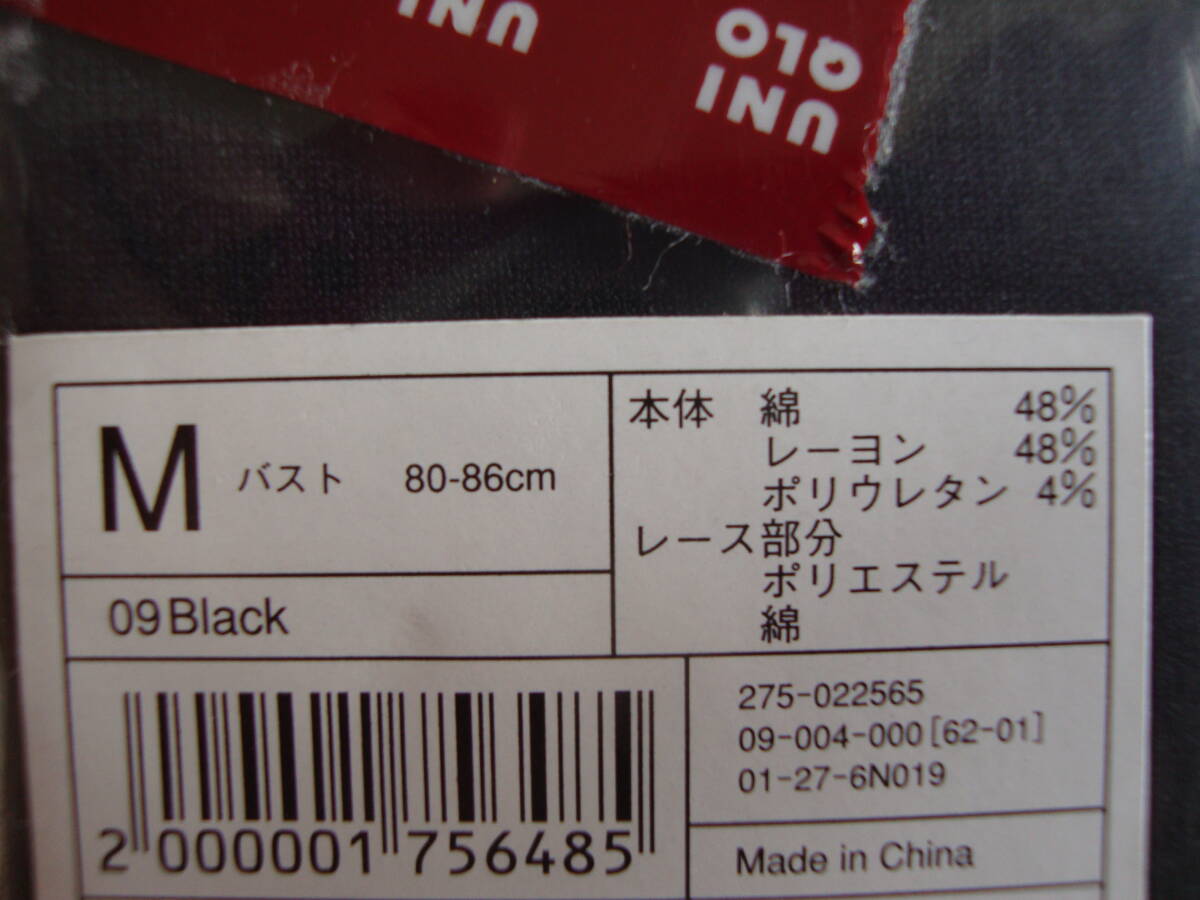 UNI
UNI
QLO
M バスト 80-86cm
09 Black
本体 綿 48%
レーヨン 48%
ポリウレタン 4%
レース部分
ポリエステル
綿
2 000001 756485
275-022565
09-004-000[62-01]
01-27-6N019
Made in China